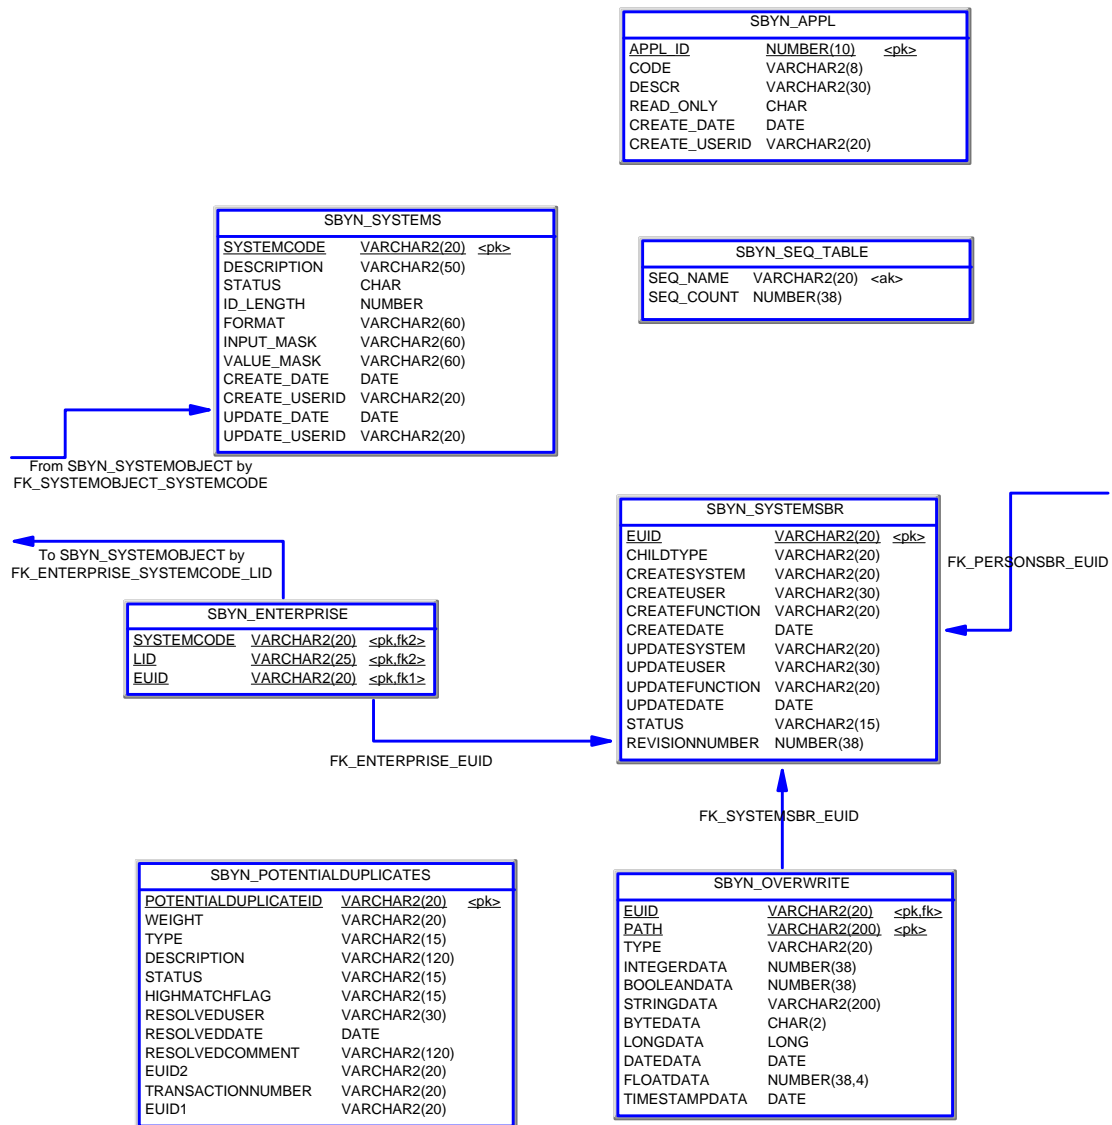 SBYN_APPL
APPL_ID NUMBER(10) <pk>
CODE VARCHAR2(8)
DESCR VARCHAR2(30)
READ_ONLY CHAR
CREATE_DATE DATE
CREATE_USERID VARCHAR2(20)
SBYN_SYSTEMS
SYSTEMCODE VARCHAR2(20) <pk>
DESCRIPTION VARCHAR2(50)
STATUS CHAR
ID_LENGTH NUMBER
FORMAT VARCHAR2(60)
INPUT_MASK VARCHAR2(60)
VALUE_MASK VARCHAR2(60)
CREATE_DATE DATE
CREATE_USERID VARCHAR2(20)
UPDATE_DATE DATE
UPDATE_USERID VARCHAR2(20)
SBYN_SEQ_TABLE
SEQ_NAME VARCHAR2(20) <ak>
SEQ_COUNT NUMBER(38)
From SBYN_SYSTEMOBJECT by
FK_SYSTEMOBJECT_SYSTEMCODE
To SBYN_SYSTEMOBJECT by
FK_ENTERPRISE_SYSTEMCODE_LID
SBYN_ENTERPRISE
SYSTEMCODE VARCHAR2(20) <pk,fk2>
LID VARCHAR2(25) <pk,fk2>
EUID VARCHAR2(20) <pk,fk1>
FK_ENTERPRISE_EUID
SBYN_SYSTEMSBR
EUID VARCHAR2(20) <pk>
CHILDTYPE VARCHAR2(20)
CREATESYSTEM VARCHAR2(20)
CREATEUSER VARCHAR2(30)
CREATEFUNCTION VARCHAR2(20)
CREATEDATE DATE
UPDATESYSTEM VARCHAR2(20)
UPDATEUSER VARCHAR2(30)
UPDATEFUNCTION VARCHAR2(20)
UPDATEDATE DATE
STATUS VARCHAR2(15)
REVISIONNUMBER NUMBER(38)
FK_PERSONSBR_EUID
FK_SYSTEMSBR_EUID
SBYN_POTENTIALDUPLICATES
POTENTIALDUPLICATEID VARCHAR2(20) <pk>
WEIGHT VARCHAR2(20)
TYPE VARCHAR2(15)
DESCRIPTION VARCHAR2(120)
STATUS VARCHAR2(15)
HIGHMATCHFLAG VARCHAR2(15)
RESOLVEDUSER VARCHAR2(30)
RESOLVEDDATE DATE
RESOLVEDCOMMENT VARCHAR2(120)
EUID2 VARCHAR2(20)
TRANSACTIONNUMBER VARCHAR2(20)
EUID1 VARCHAR2(20)
SBYN_OVERWRITE
EUID VARCHAR2(20) <pk,fk>
PATH VARCHAR2(200) <pk>
TYPE VARCHAR2(20)
INTEGERDATA NUMBER(38)
BOOLEANDATA NUMBER(38)
STRINGDATA VARCHAR2(200)
BYTEDATA CHAR(2)
LONGDATA LONG
DATEDATA DATE
FLOATDATA NUMBER(38,4)
TIMESTAMPDATA DATE